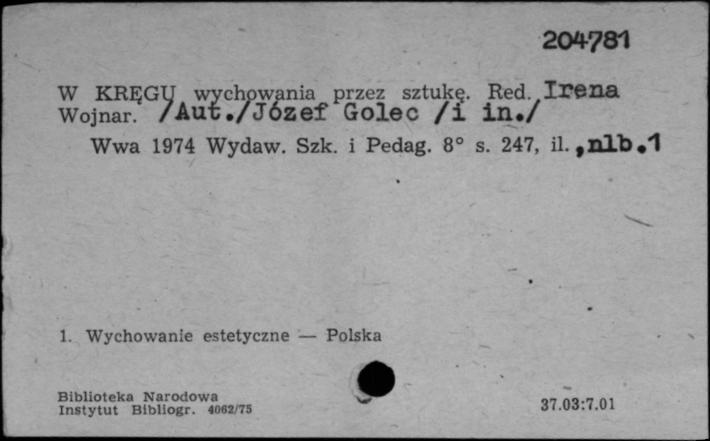 204781
W KRĘGU wychowania przez sztukę. Red. Irena
Wojnar. /Aut./Józef Golec /i in./
Wwa 1974 Wydaw. Szk. i Pedag. 8° s. 247, il. ,nlb.1
1. Wychowanie estetyczne — Polska
Biblioteka Narodowa
Instytut Bibliogr. 4062/75
37.03:7.01